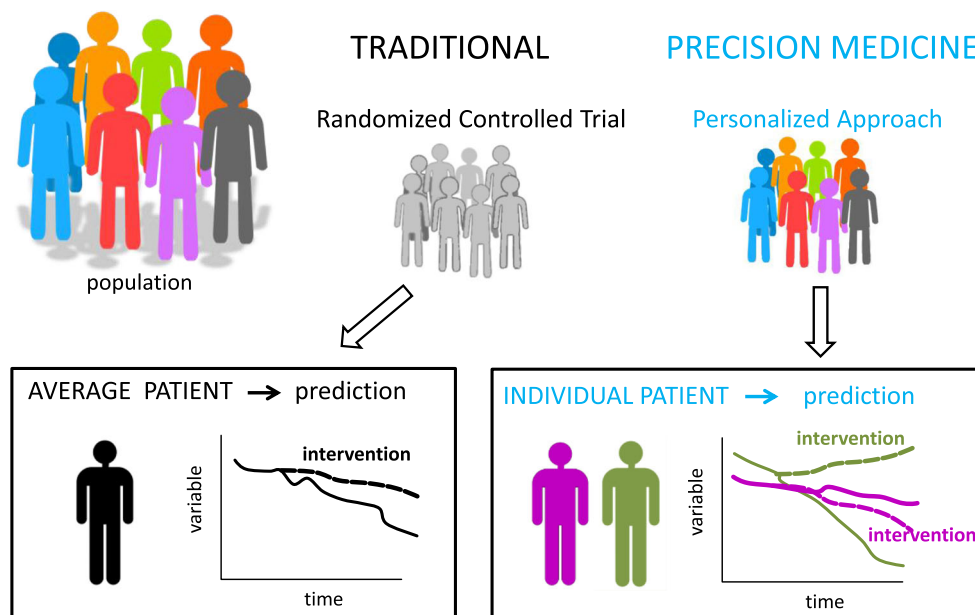 TRADITIONAL
PRECISION MEDICINE
Randomized Controlled Trial
Personalized Approach
population
AVERAGE PATIENT → prediction
intervention
variable
time
INDIVIDUAL PATIENT → prediction
intervention
variable
intervention
time